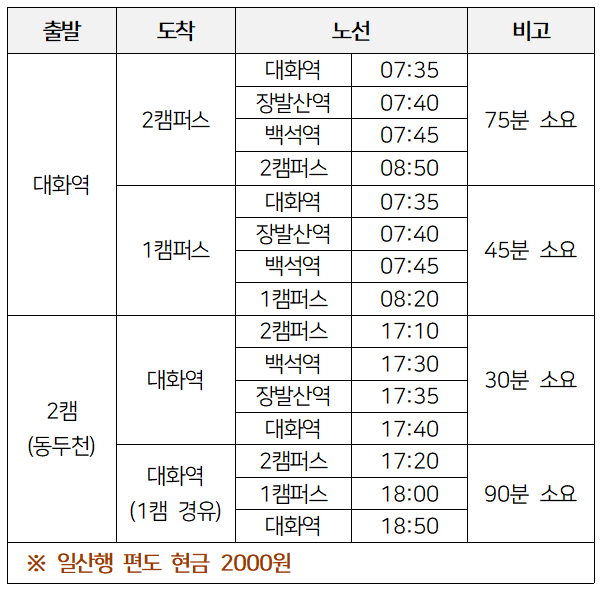 출발 도착 노선 비고
대화역 2캠퍼스 대화역 07:35 75분 소요
장발산역 07:40
백석역 07:45
2캠퍼스 08:50
1캠퍼스 대화역 07:35 45분 소요
장발산역 07:40
백석역 07:45
1캠퍼스 08:20
2캠 (동두천) 대화역 2캠퍼스 17:10 30분 소요
백석역 17:30
장발산역 17:35
대화역 17:40
대화역 (1캠 경유) 2캠퍼스 17:20 90분 소요
1캠퍼스 18:00
대화역 18:50
※ 일산행 편도 현금 2000원